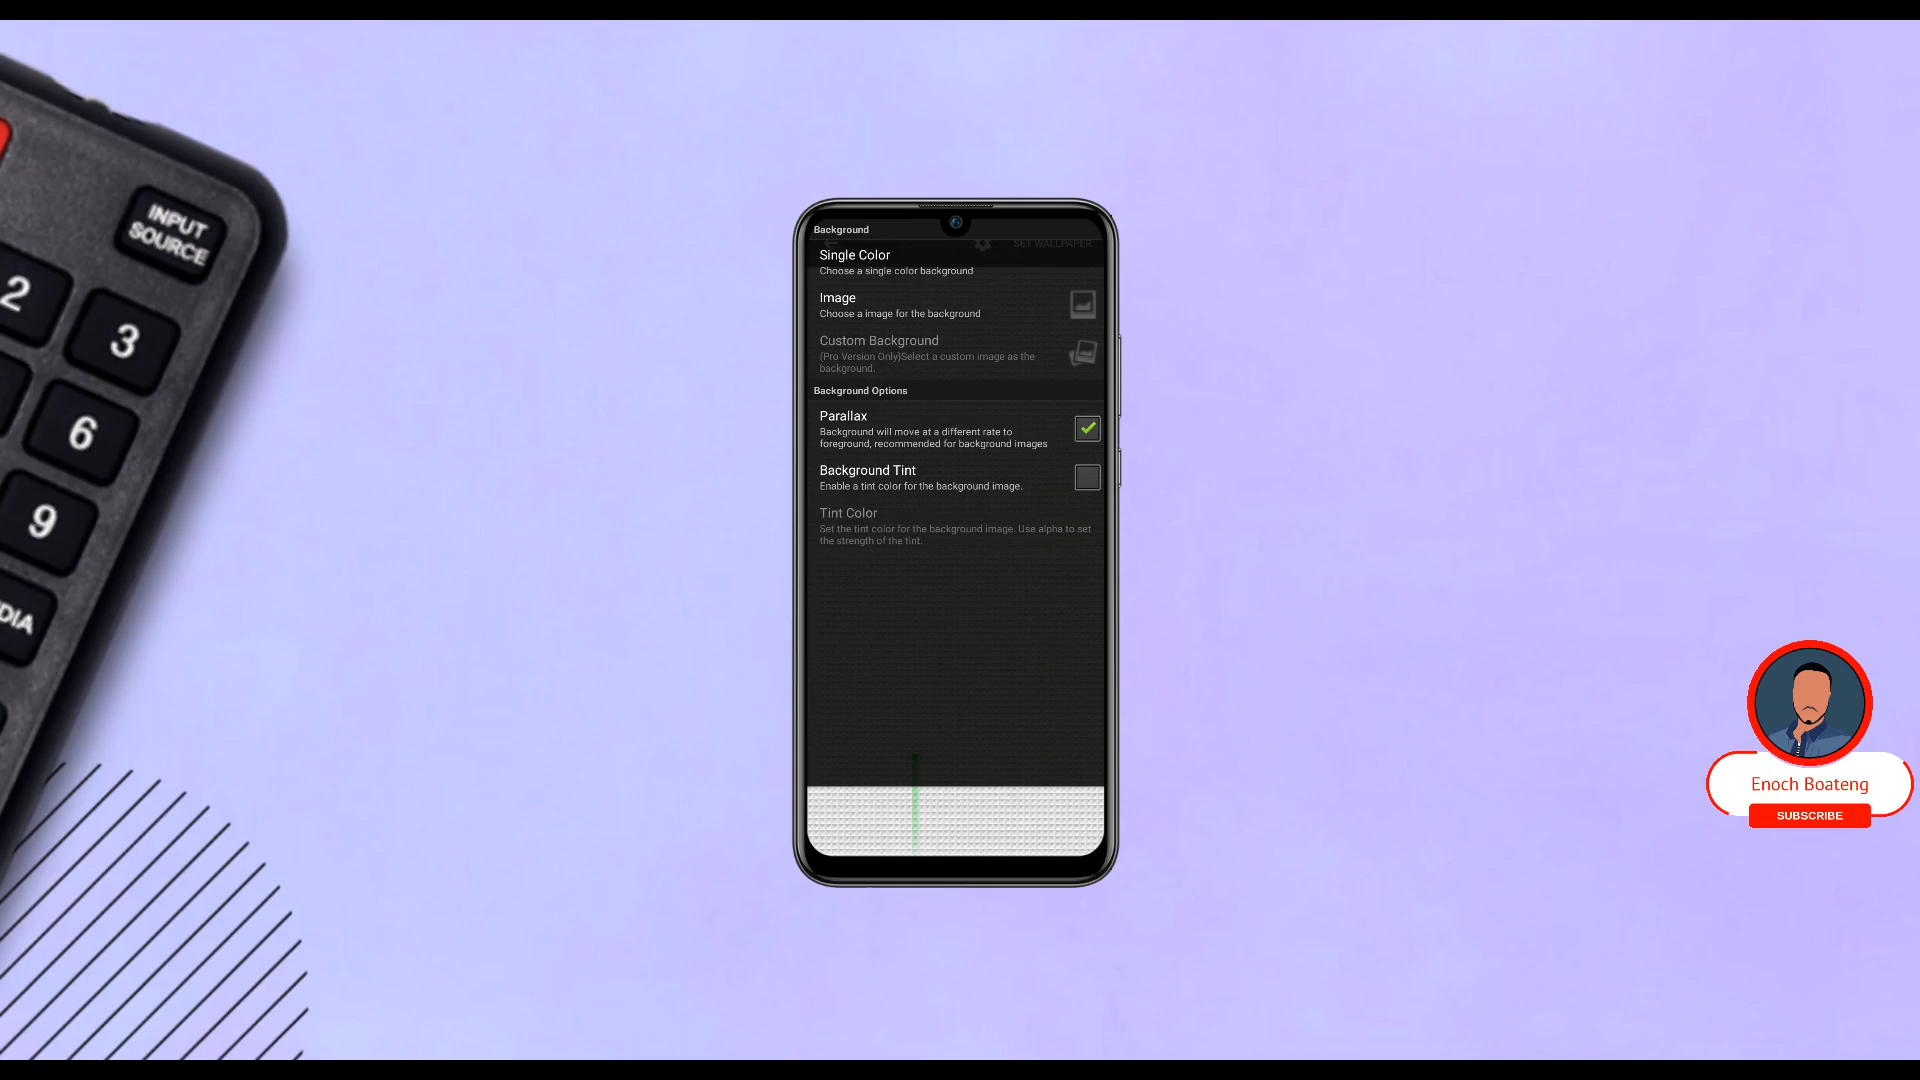 INPUT
SOURCE
2
3
6
9
DIA
Background
SET WALLPAPER
Single Color
Choose a single color background
Image
Choose a image for the background
Custom Background
(Pro Version Only)Select a custom image as the
background.
Background Options
Parallax
Background will move at a different rate to
foreground, recommended for background images
Background Tint
Enable a tint color for the background image.
Tint Color
Set the tint color for the background image. Use alpha to set
the strength of the tint.
Enoch Boateng
SUBSCRIBE